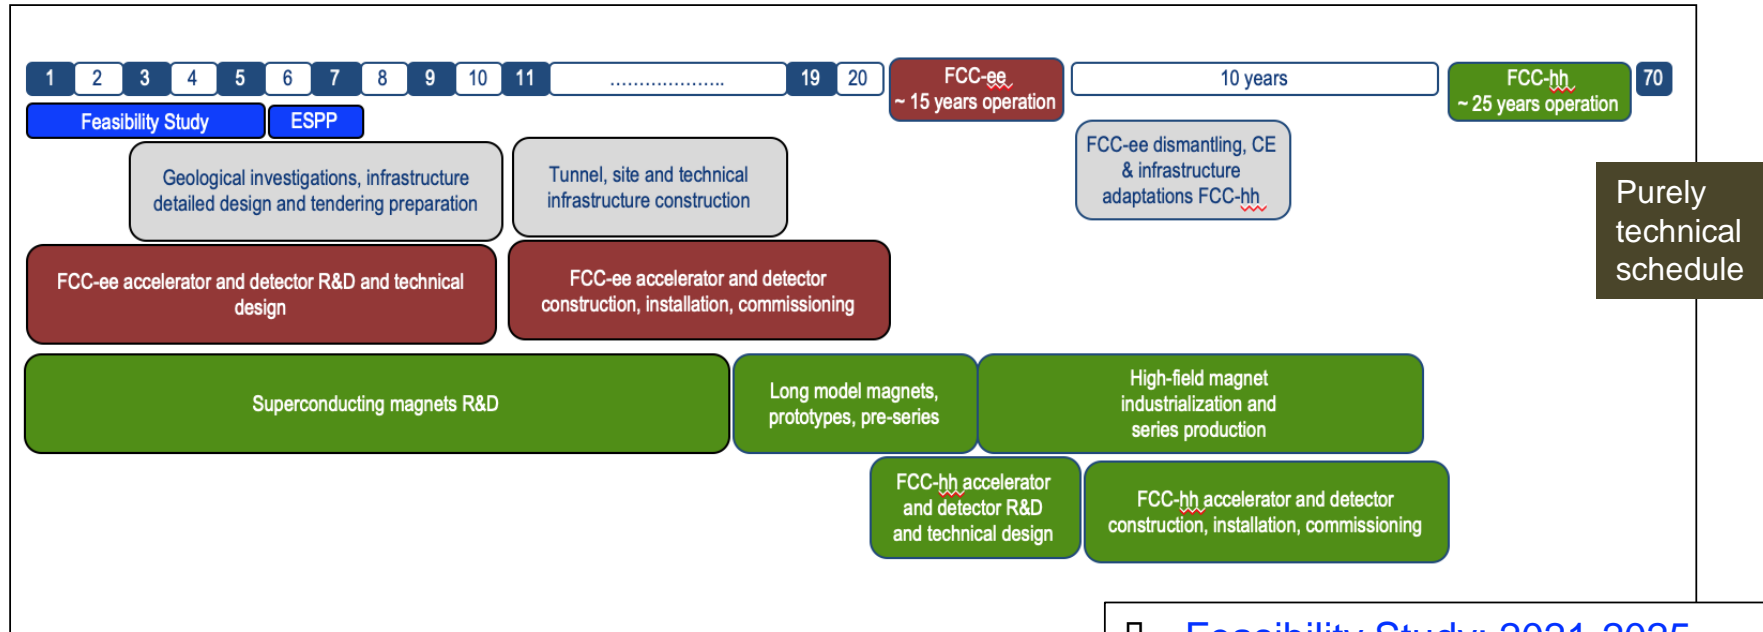 1 2 3 4 5 6 7 8 9 10 11 ………………... 19 20
FCC-ee
~ 15 years operation
10 years
FCC-hh
~ 25 years operation
70
Feasibility Study
ESPP
Geological investigations, infrastructure
detailed design and tendering preparation
Tunnel, site and technical
infrastructure construction
FCC-ee dismantling, CE
& infrastructure
adaptations FCC-hh
Purely
technical
schedule
FCC-ee accelerator and detector R&D and technical
design
FCC-ee accelerator and detector
construction, installation, commissioning
Superconducting magnets R&D
Long model magnets,
prototypes, pre-series
High-field magnet
industrialization and
series production
FCC-hh accelerator
and detector R&D
and technical design
FCC-hh accelerator and detector
construction, installation, commissioning
Feasibility Study: 2021-2025